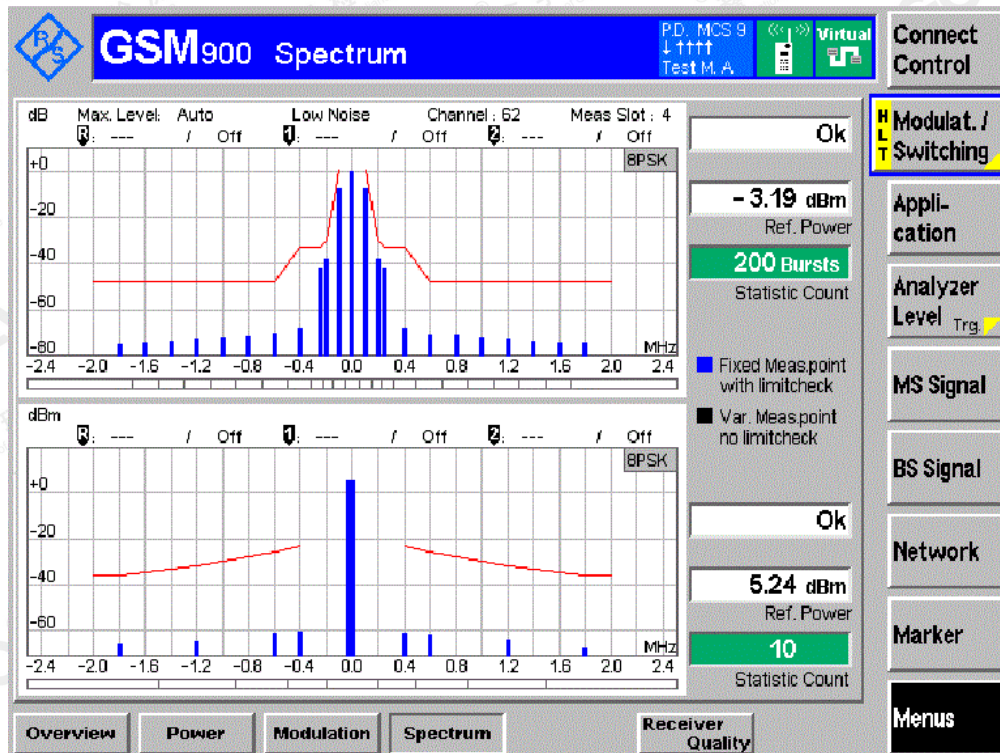 R/S
GSM900 Spectrum
P.D. MCS 9
↓ ↑↑↑↑
Test M. A.
Virtual
Connect Control
dB Max. Level: Auto Low Noise Channel : 62 Meas Slot : 4
R: --- / Off 1: --- / Off 2: --- / Off
8PSK
+0
-20
-40
-60
-80
MHz
-2.4 -2.0 -1.6 -1.2 -0.8 -0.4 0.0 0.4 0.8 1.2 1.6 2.0 2.4
Ok
- 3.19 dBm
Ref. Power
200 Bursts
Statistic Count
Fixed Meas.point
with limitcheck
Var. Meas.point
no limitcheck
dBm
R: --- / Off 1: --- / Off 2: --- / Off
8PSK
+0
-20
-40
-60
MHz
-2.4 -2.0 -1.6 -1.2 -0.8 -0.4 0.0 0.4 0.8 1.2 1.6 2.0 2.4
Ok
5.24 dBm
Ref. Power
10
Statistic Count
HLT
Modulat. /
Switching
Appli-
cation
Analyzer
Level Trg.
MS Signal
BS Signal
Network
Marker
Menus
Overview Power Modulation Spectrum Receiver
Quality